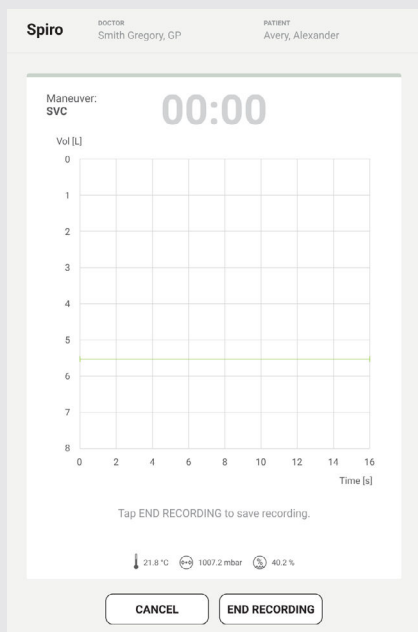 Spiro
DOCTOR
Smith Gregory, GP
PATIENT
Avery, Alexander
Maneuver:
SVC
00:00
Vol [L]
0
1
2
3
4
5
6
7
8
0 2 4 6 8 10 12 14 16
Time [s]
Tap END RECORDING to save recording.
21.8 °C 1007.2 mbar % 40.2 %
CANCEL END RECORDING